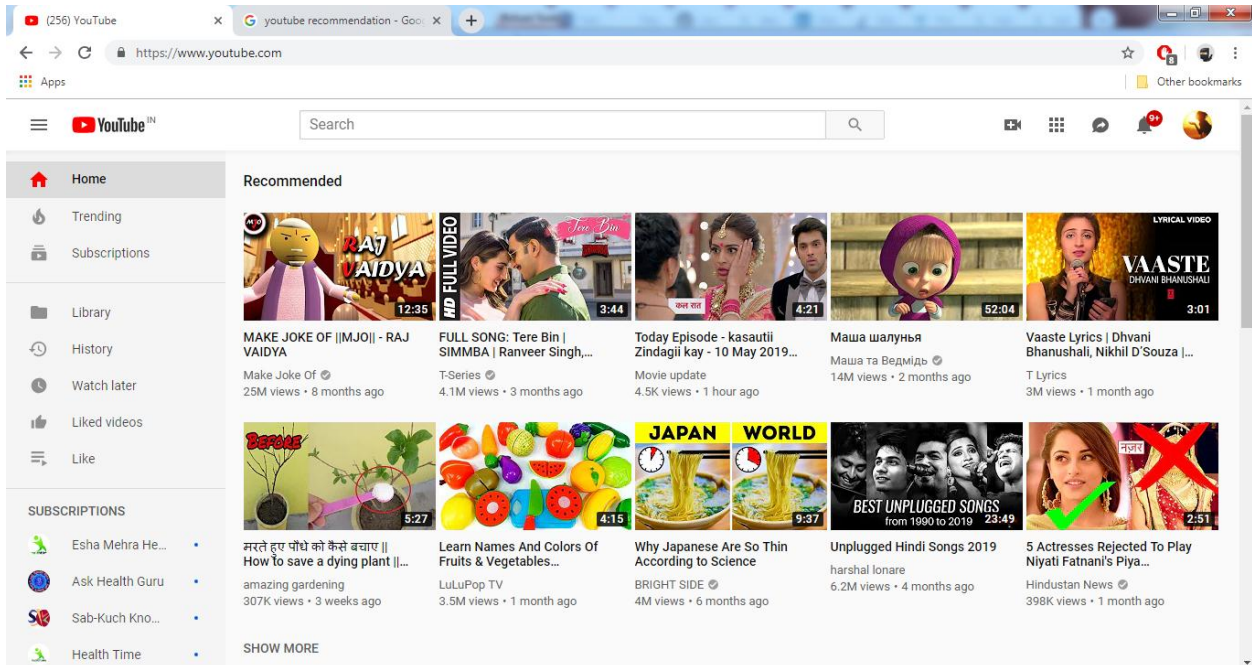 (256) YouTube
youtube recommendation - Goo
https://www.youtube.com
8
Apps
Other bookmarks
YouTube IN
Search
9+
Home
Trending
Subscriptions
Library
History
Watch later
Liked videos
Like
SUBSCRIPTIONS
Esha Mehra He...
Ask Health Guru
Sab-Kuch Kno...
Health Time
Recommended
MJO
RAJ
VAIDYA
12:35
MAKE JOKE OF ||MJO|| - RAJ
VAIDYA
Make Joke Of
25M views • 8 months ago
HD FULL VIDEO
Tere Bin
3:44
FULL SONG: Tere Bin |
SIMMBA | Ranveer Singh,...
T-Series
4.1M views • 3 months ago
कल रात
4:21
Today Episode - kasautii
Zindagii kay - 10 May 2019...
Movie update
4.5K views • 1 hour ago
52:04
Маша шалунья
Маша та Ведмідь
14M views • 2 months ago
LYRICAL VIDEO
VAASTE
DHVANI BHANUSHALI
3:01
Vaaste Lyrics | Dhvani
Bhanushali, Nikhil D'Souza |...
T Lyrics
3M views • 1 month ago
BEFORE
5:27
मरते हुए पौधे को कैसे बचाए ||
How to save a dying plant ||...
amazing gardening
307K views • 3 weeks ago
4:15
Learn Names And Colors Of
Fruits & Vegetables...
LuLuPop TV
3.5M views • 1 month ago
JAPAN WORLD
9:37
Why Japanese Are So Thin
According to Science
BRIGHT SIDE
4M views • 6 months ago
BEST UNPLUGGED SONGS
from 1990 to 2019
23:49
Unplugged Hindi Songs 2019
harshal lonare
6.2M views • 4 months ago
नज़र
2:51
5 Actresses Rejected To Play
Niyati Fatnani's Piya...
Hindustan News
398K views • 1 month ago
SHOW MORE